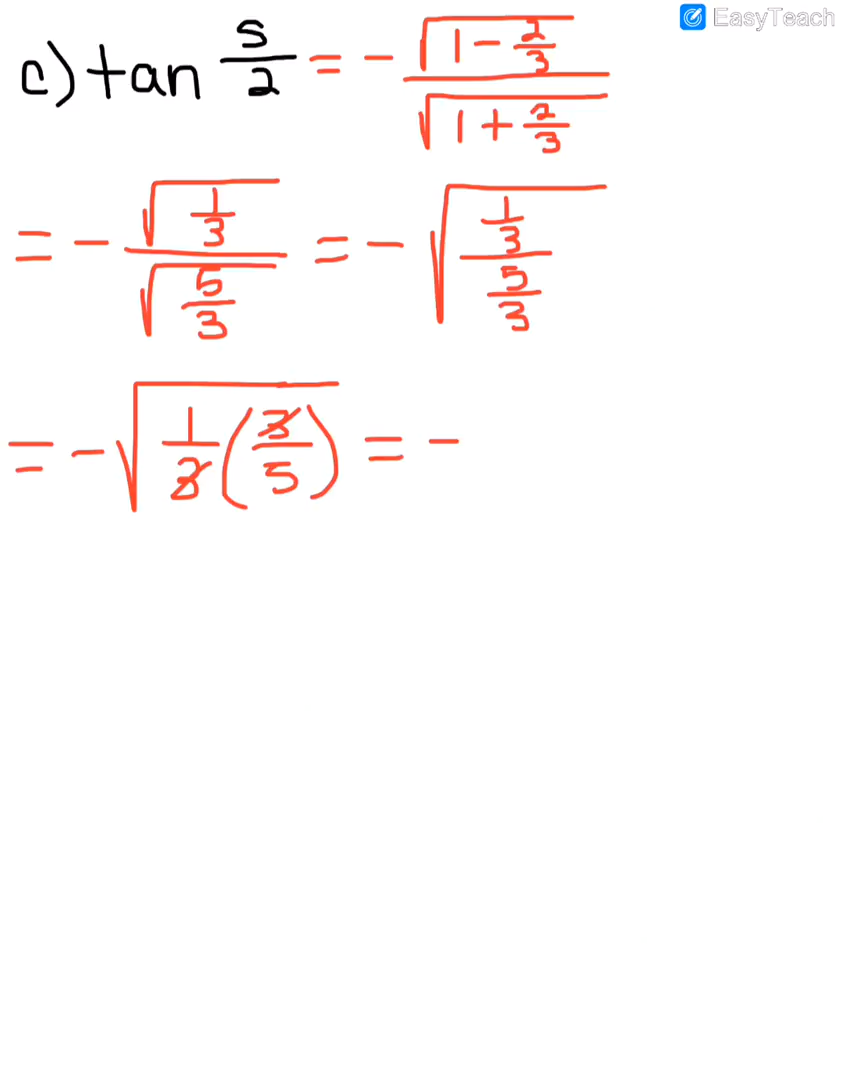 EasyTeach
c) tan s/2 = - √(1 - 2/3) / √(1 + 2/3)
= - √(1/3) / √(5/3) = - √((1/3)/(5/3))
= - √(1/3 (3/5)) = -